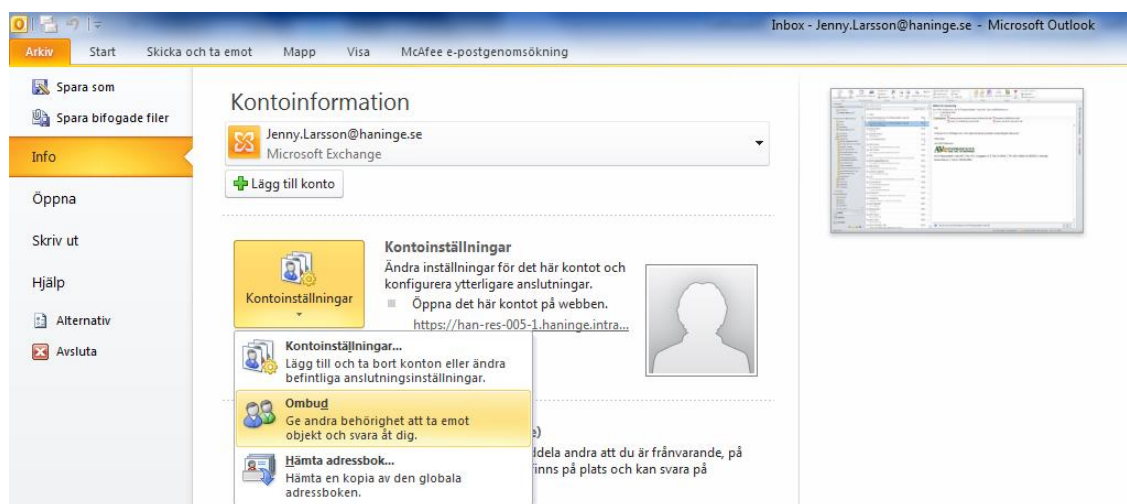 Inbox - Jenny.Larsson@haninge.se - Microsoft Outlook
Arkiv Start Skicka och ta emot Mapp Visa McAfee e-postgenomsökning
Spara som
Spara bifogade filer
Info
Öppna
Skriv ut
Hjälp
Alternativ
Avsluta
Kontoinformation
Jenny.Larsson@haninge.se
Microsoft Exchange
Lägg till konto
Kontoinställningar
Kontoinställningar
Ändra inställningar för det här kontot och
konfigurera ytterligare anslutningar.
Öppna det här kontot på webben.
https://han-res-005-1.haninge.intra...
Kontoinställningar...
Lägg till och ta bort konton eller ändra
befintliga anslutningsinställningar.
Ombud
Ge andra behörighet att ta emot
objekt och svara åt dig.
Hämta adressbok...
Hämta en kopia av den globala
adressboken.
e)
ddela andra att du är frånvarande, på
finns på plats och kan svara på